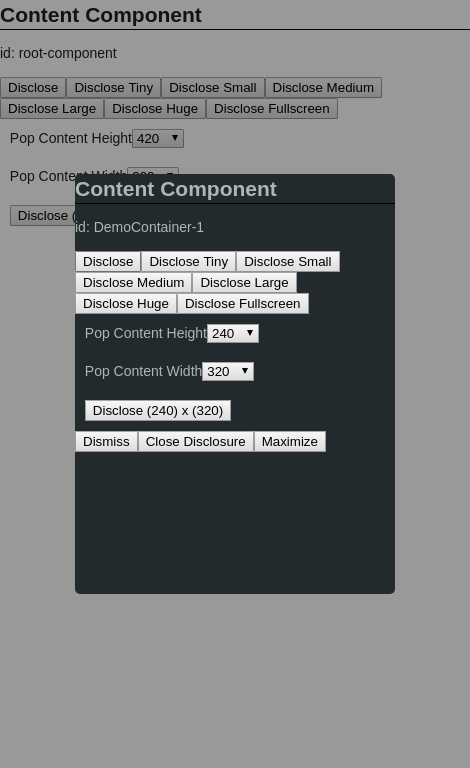 Content Component
id: root-component
Disclose Disclose Tiny Disclose Small Disclose Medium
Disclose Large Disclose Huge Disclose Fullscreen
Pop Content Height 420
Pop Content Width
Disclose (
Content Component
id: DemoContainer-1
Disclose Disclose Tiny Disclose Small
Disclose Medium Disclose Large
Disclose Huge Disclose Fullscreen
Pop Content Height 240
Pop Content Width 320
Disclose (240) x (320)
Dismiss Close Disclosure Maximize